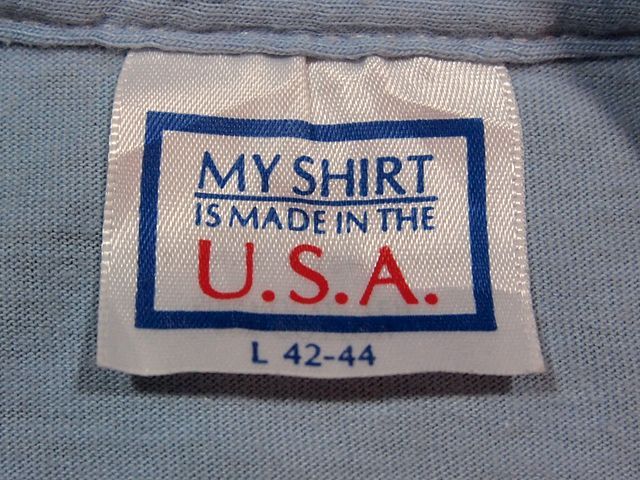 MY SHIRT
IS MADE IN THE
U.S.A.
L 42-44